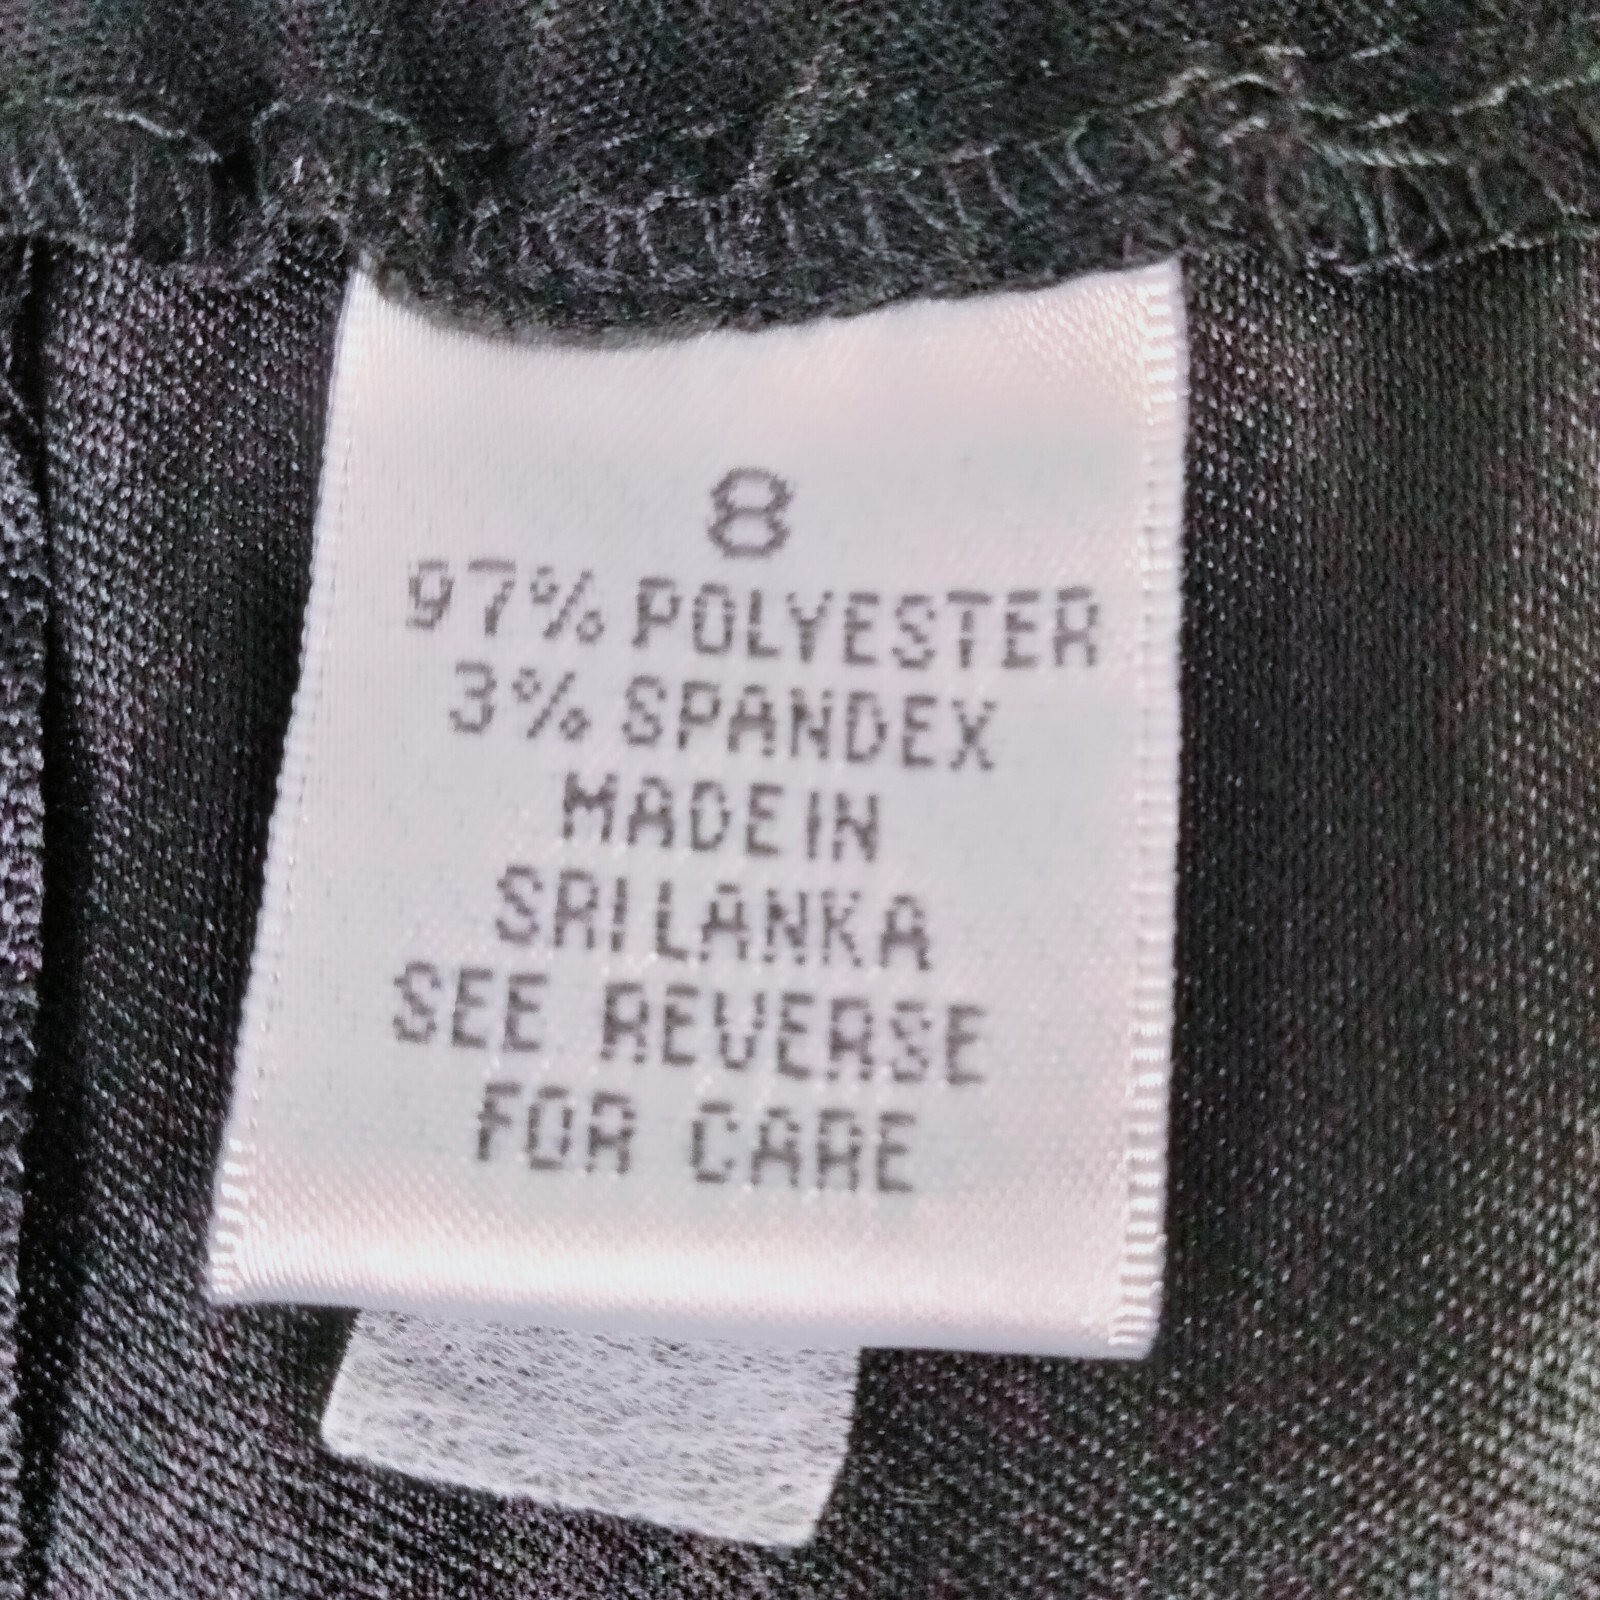 8
97% POLYESTER
3% SPANDEX
MADE IN
SRI LANKA
SEE REVERSE
FOR CARE